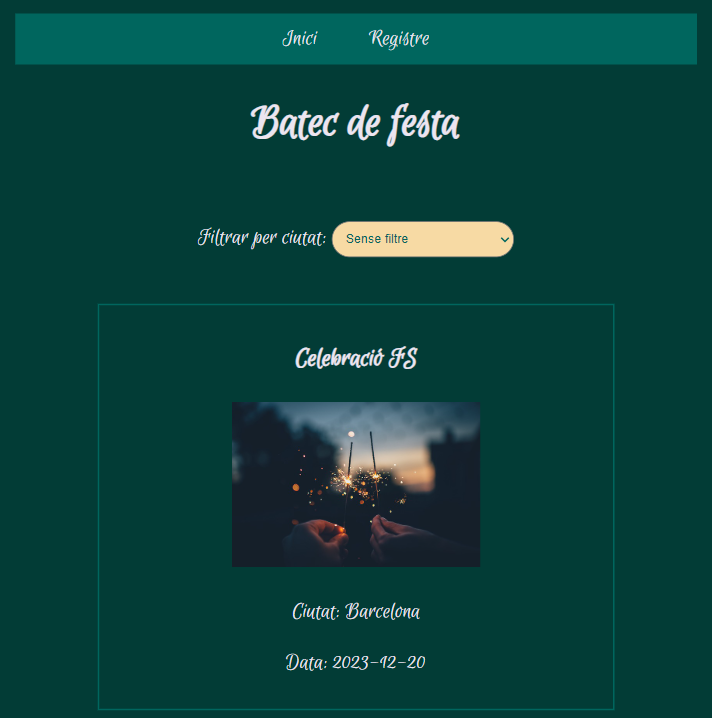 Inici Registre
Batec de festa
Filtrar per ciutat: Sense filtre
Celebració FS
Ciutat: Barcelona
Data: 2023-12-20